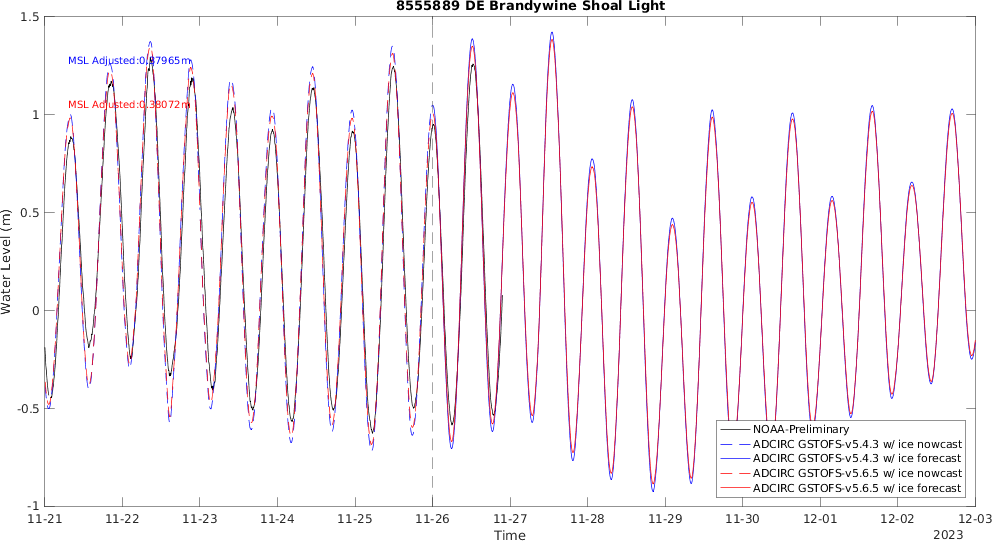 8555889 DE Brandywine Shoal Light
1.5
MSL Adjusted:0.37965m
MSL Adjusted:0.38072m
1
0.5
Water Level (m)
0
-0.5
-1
NOAA-Preliminary
ADCIRC GSTOFS-v5.4.3 w/ ice nowcast
ADCIRC GSTOFS-v5.4.3 w/ ice forecast
ADCIRC GSTOFS-v5.6.5 w/ ice nowcast
ADCIRC GSTOFS-v5.6.5 w/ ice forecast
11-21 11-22 11-23 11-24 11-25 11-26 11-27 11-28 11-29 11-30 12-01 12-02 12-03
Time
2023